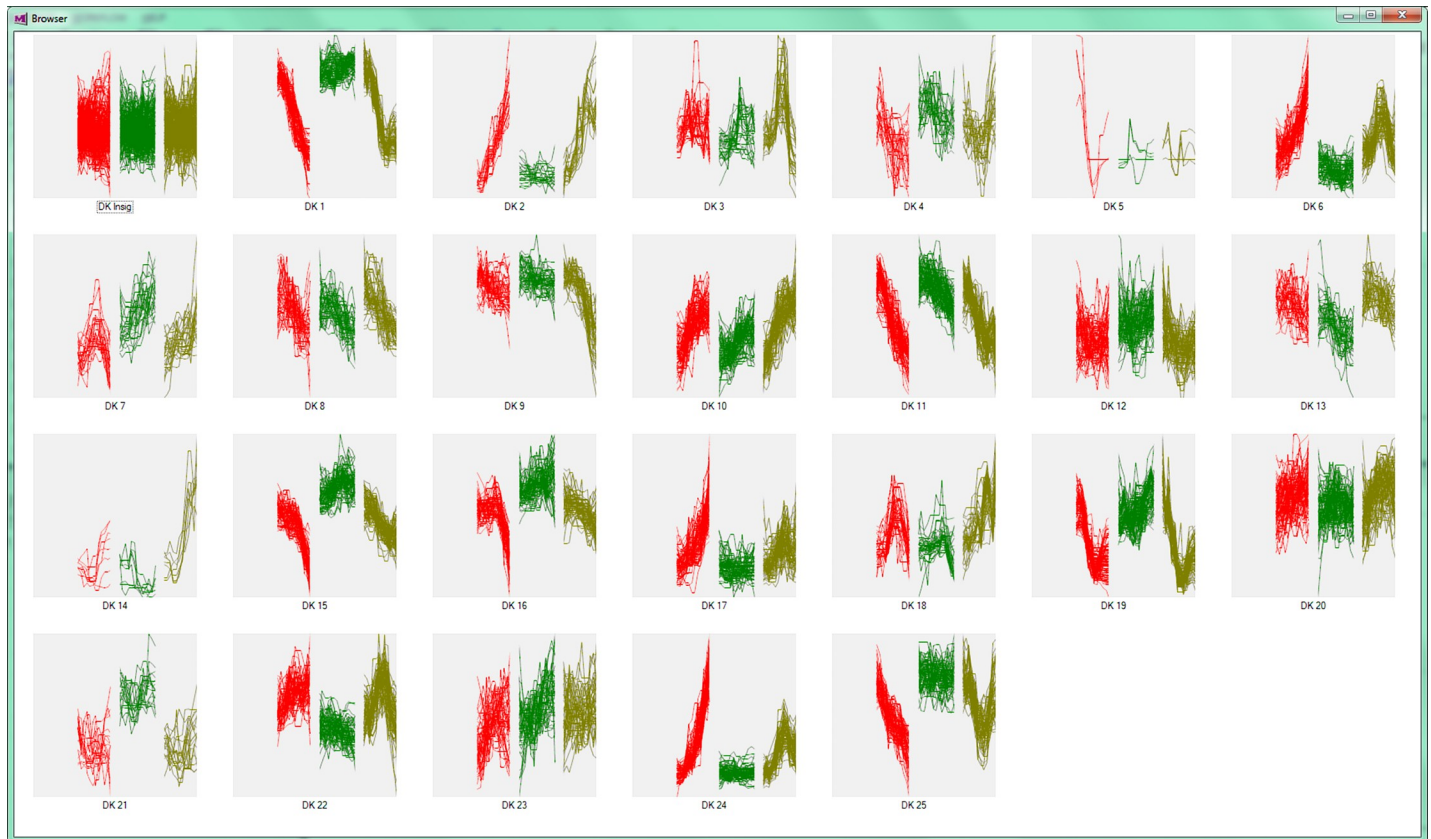 Browser
DK Insig
DK 1
DK 2
DK 3
DK 4
DK 5
DK 6
DK 7
DK 8
DK 9
DK 10
DK 11
DK 12
DK 13
DK 14
DK 15
DK 16
DK 17
DK 18
DK 19
DK 20
DK 21
DK 22
DK 23
DK 24
DK 25